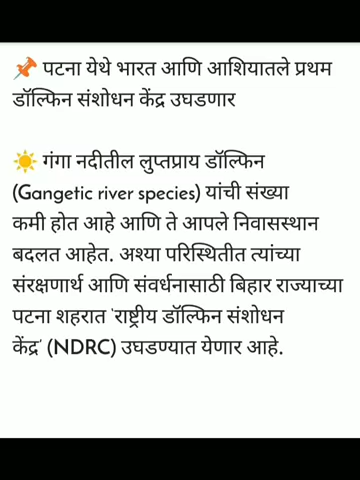 📌 पटना येथे भारत आणि आशियातले प्रथम
डॉल्फिन संशोधन केंद्र उघडणार
☀️ गंगा नदीतील लुप्तप्राय डॉल्फिन
(Gangetic river species) यांची संख्या
कमी होत आहे आणि ते आपले निवासस्थान
बदलत आहेत. अश्या परिस्थितीत त्यांच्या
संरक्षणार्थ आणि संवर्धनासाठी बिहार राज्याच्या
पटना शहरात 'राष्ट्रीय डॉल्फिन संशोधन
केंद्र' (NDRC) उघडण्यात येणार आहे.